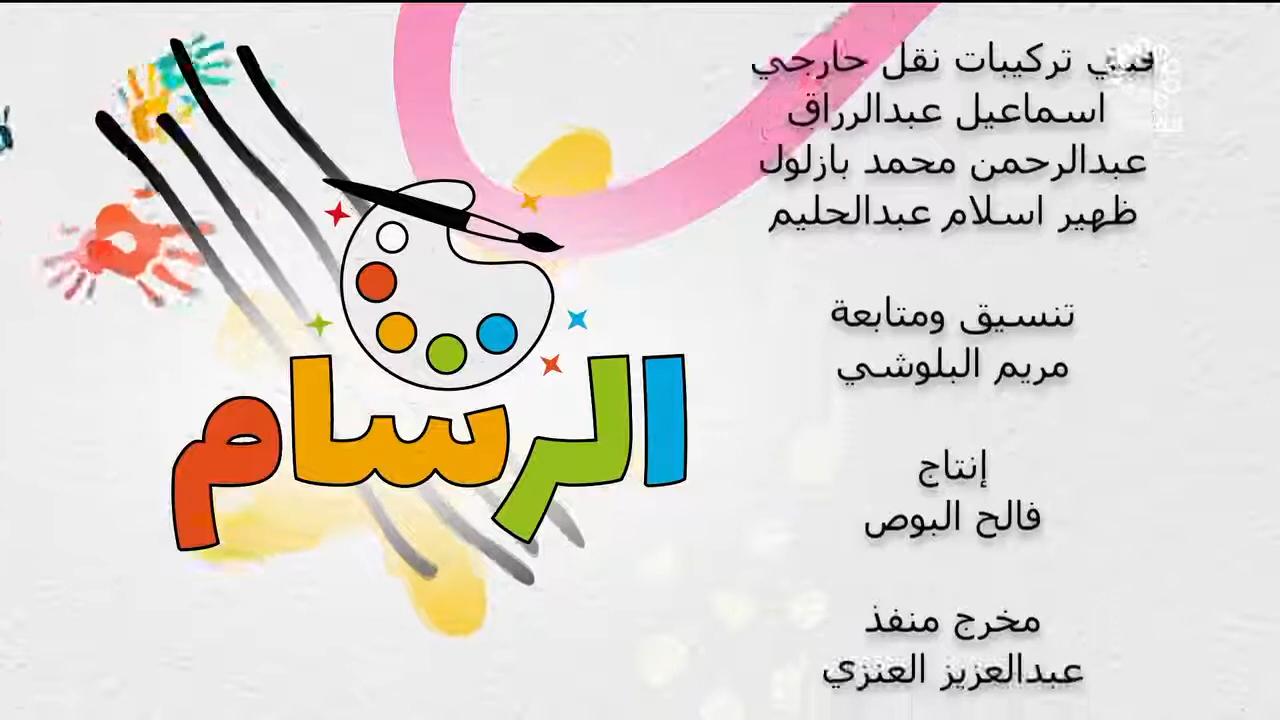 الرسام
فني تركيبات نقل خارجي
اسماعيل عبدالرزاق
عبدالرحمن محمد بازلول
ظهير اسلام عبدالحليم
تنسيق ومتابعة
مريم البلوشي
إنتاج
فالح البوص
مخرج منفذ
عبدالعزيز العنزي